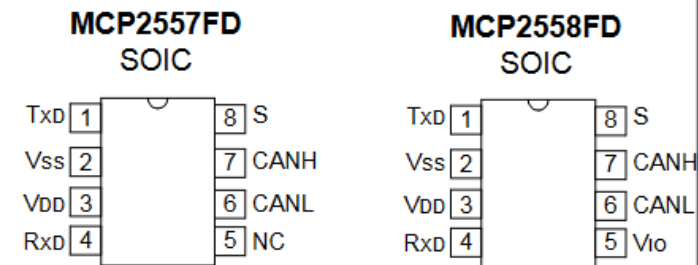 MCP2557FD
SOIC
TXD 1 8 S
VSS 2 7 CANH
VDD 3 6 CANL
RXD 4 5 NC
MCP2558FD
SOIC
TXD 1 8 S
VSS 2 7 CANH
VDD 3 6 CANL
RXD 4 5 VIO